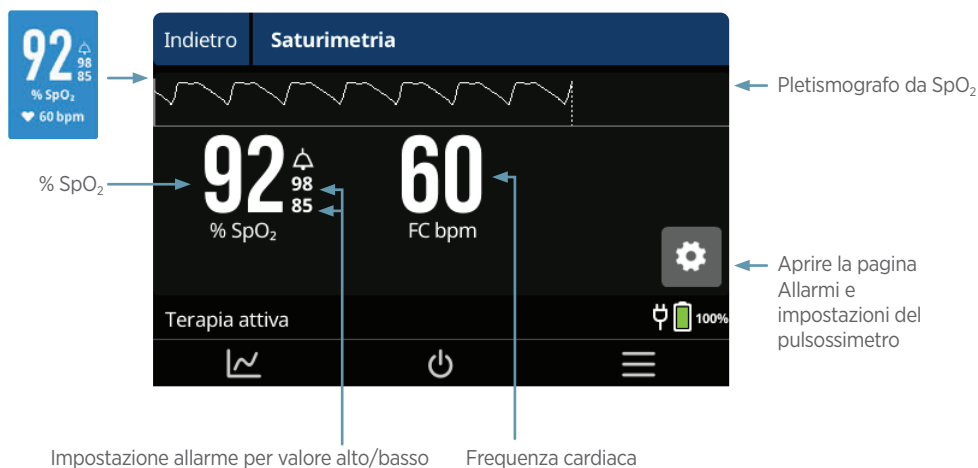 92
98
85
% SpO₂
60 bpm
Indietro
Saturimetria
Pletismografo da SpO₂
% SpO₂
92
98
85
% SpO₂
60
FC bpm
Aprire la pagina
Allarmi e
impostazioni del
pulsossimetro
Terapia attiva
100%
Impostazione allarme per valore alto/basso
Frequenza cardiaca